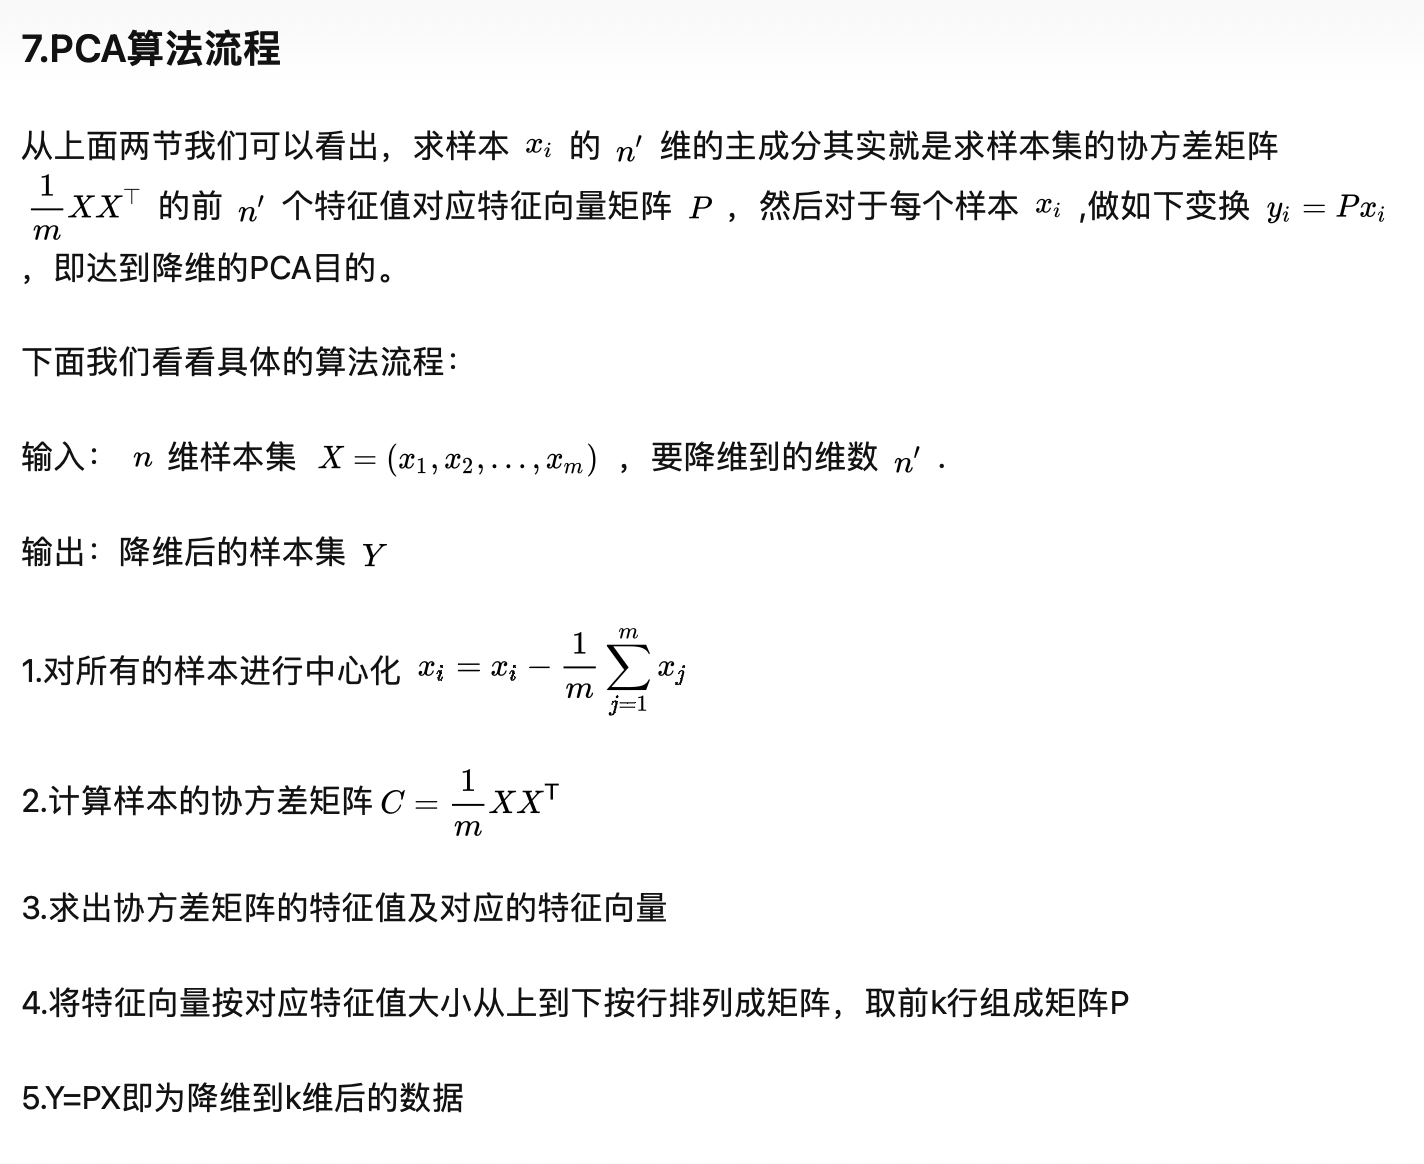 7.PCA算法流程
从上面两节我们可以看出，求样本 $x_i$ 的 $n'$ 维的主成分其实就是求样本集的协方差矩阵
$\frac{1}{m}XX^\top$ 的前 $n'$ 个特征值对应特征向量矩阵 $P$ ，然后对于每个样本 $x_i$ ,做如下变换 $y_i = Px_i$
，即达到降维的PCA目的。
下面我们看看具体的算法流程：
输入： $n$ 维样本集 $X = (x_1, x_2, \ldots, x_m)$ ，要降维到的维数 $n'$ .
输出：降维后的样本集 $Y$
1.对所有的样本进行中心化 $x_i = x_i - \frac{1}{m}\sum_{j=1}^{m} x_j$
2.计算样本的协方差矩阵 $C = \frac{1}{m}XX^\mathsf{T}$
3.求出协方差矩阵的特征值及对应的特征向量
4.将特征向量按对应特征值大小从上到下按行排列成矩阵，取前k行组成矩阵P
5.Y=PX即为降维到k维后的数据